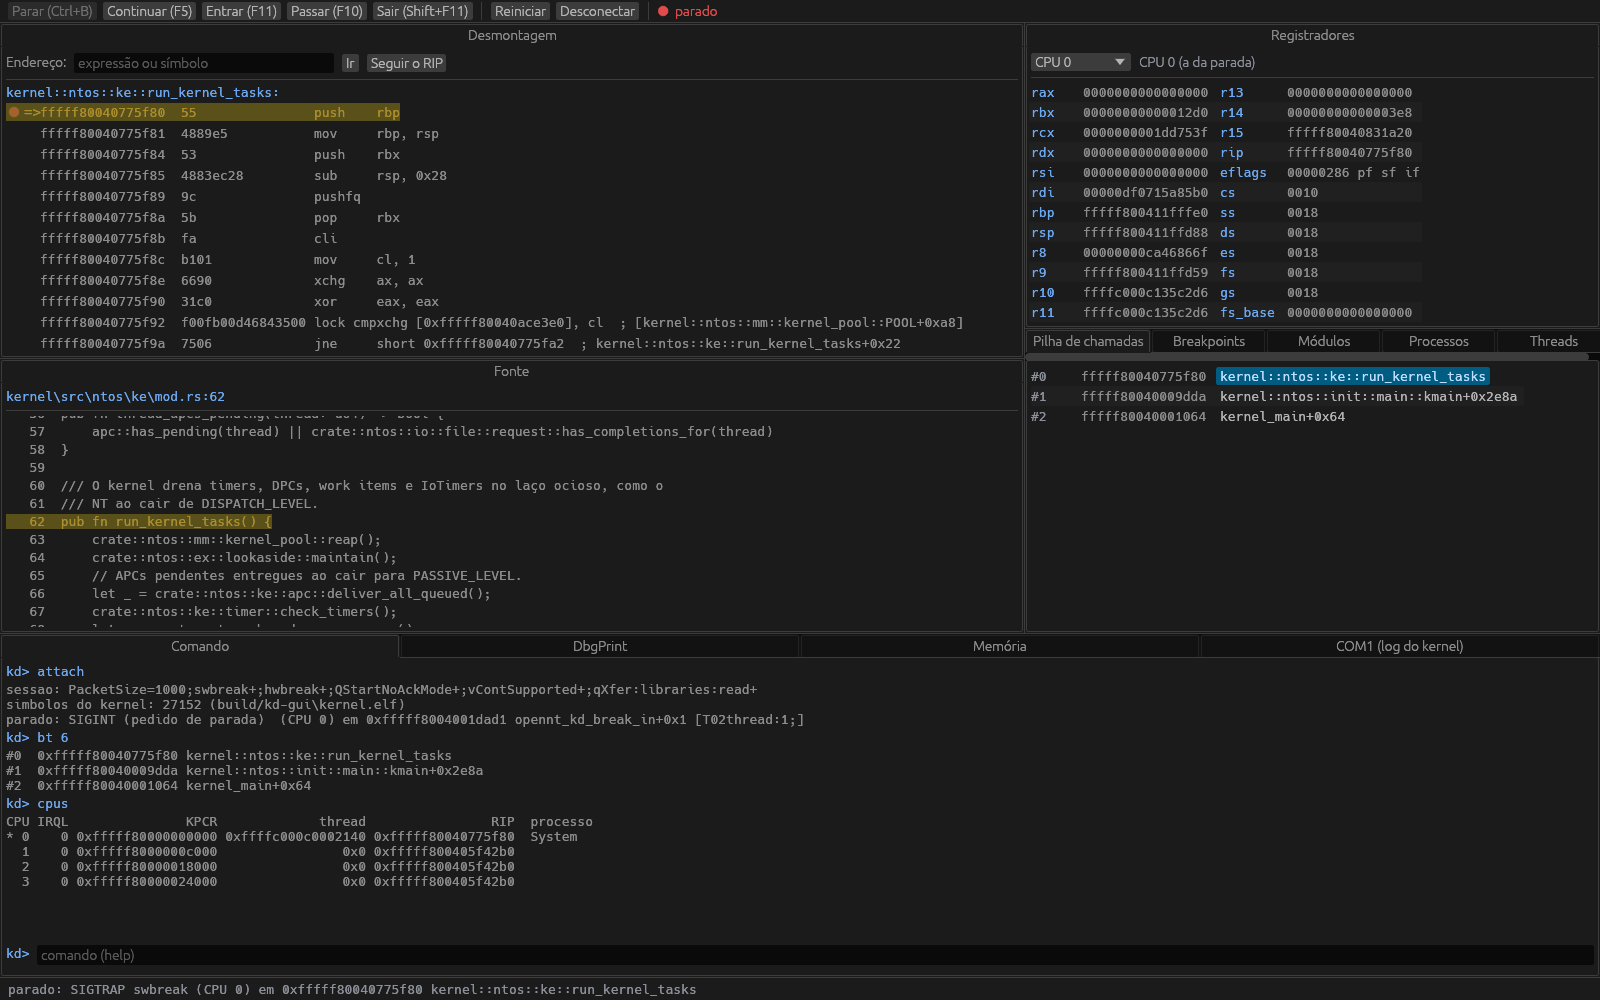 Parar (Ctrl+B) Continuar (F5) Entrar (F11) Passar (F10) Sair (Shift+F11) Reiniciar Desconectar parado
Desmontagem
Endereço: expressão ou símbolo Ir Seguir o RIP
kernel::ntos::ke::run_kernel_tasks:
=>fffff80040775f80 55 push rbp
fffff80040775f81 4889e5 mov rbp, rsp
fffff80040775f84 53 push rbx
fffff80040775f85 4883ec28 sub rsp, 0x28
fffff80040775f89 9c pushfq
fffff80040775f8a 5b pop rbx
fffff80040775f8b fa cli
fffff80040775f8c b101 mov cl, 1
fffff80040775f8e 6690 xchg ax, ax
fffff80040775f90 31c0 xor eax, eax
fffff80040775f92 f00fb00d46843500 lock cmpxchg [0xfffff80040ace3e0], cl ; [kernel::ntos::mm::kernel_pool::POOL+0xa8]
fffff80040775f9a 7506 jne short 0xfffff80040775fa2 ; kernel::ntos::ke::run_kernel_tasks+0x22
Registradores
CPU 0 CPU 0 (a da parada)
rax 0000000000000000 r13 0000000000000000
rbx 00000000000012d0 r14 00000000000003e8
rcx 0000000001dd753f r15 fffff80040831a20
rdx 0000000000000000 rip fffff80040775f80
rsi 0000000000000000 eflags 00000286 pf sf if
rdi 00000df0715a85b0 cs 0010
rbp fffff800411fffe0 ss 0018
rsp fffff800411ffd88 ds 0018
r8 00000000ca46866f es 0018
r9 fffff800411ffd59 fs 0018
r10 ffffc000c135c2d6 gs 0018
r11 ffffc000c135c2d6 fs_base 0000000000000000
Pilha de chamadas Breakpoints Módulos Processos Threads
#0 fffff80040775f80 kernel::ntos::ke::run_kernel_tasks
#1 fffff80040009dda kernel::ntos::init::main::kmain+0x2e8a
#2 fffff80040001064 kernel_main+0x64
Fonte
kernel\src\ntos\ke\mod.rs:62
57 apc::has_pending(thread) || crate::ntos::io::file::request::has_completions_for(thread)
58 }
59
60 /// O kernel drena timers, DPCs, work items e IoTimers no laço ocioso, como o
61 /// NT ao cair de DISPATCH_LEVEL.
62 pub fn run_kernel_tasks() {
63 crate::ntos::mm::kernel_pool::reap();
64 crate::ntos::ex::lookaside::maintain();
65 // APCs pendentes entregues ao cair para PASSIVE_LEVEL.
66 let _ = crate::ntos::ke::apc::deliver_all_queued();
67 crate::ntos::ke::timer::check_timers();
Comando DbgPrint Memória COM1 (log do kernel)
kd> attach
sessao: PacketSize=1000;swbreak+;hwbreak+;QStartNoAckMode+;vContSupported+;qXfer:libraries:read+
simbolos do kernel: 27152 (build/kd-gui\kernel.elf)
parado: SIGINT (pedido de parada) (CPU 0) em 0xfffff8004001dad1 opennt_kd_break_in+0x1 [T02thread:1;]
kd> bt 6
#0 0xfffff80040775f80 kernel::ntos::ke::run_kernel_tasks
#1 0xfffff80040009dda kernel::ntos::init::main::kmain+0x2e8a
#2 0xfffff80040001064 kernel_main+0x64
kd> cpus
CPU IRQL KPCR thread RIP processo
* 0 0 0xfffff80000000000 0xffffc000c0002140 0xfffff80040775f80 System
1 0 0xfffff8000000c000 0x0 0xfffff800405f42b0
2 0 0xfffff80000018000 0x0 0xfffff800405f42b0
3 0 0xfffff80000024000 0x0 0xfffff800405f42b0
kd> comando (help)
parado: SIGTRAP swbreak (CPU 0) em 0xfffff80040775f80 kernel::ntos::ke::run_kernel_tasks